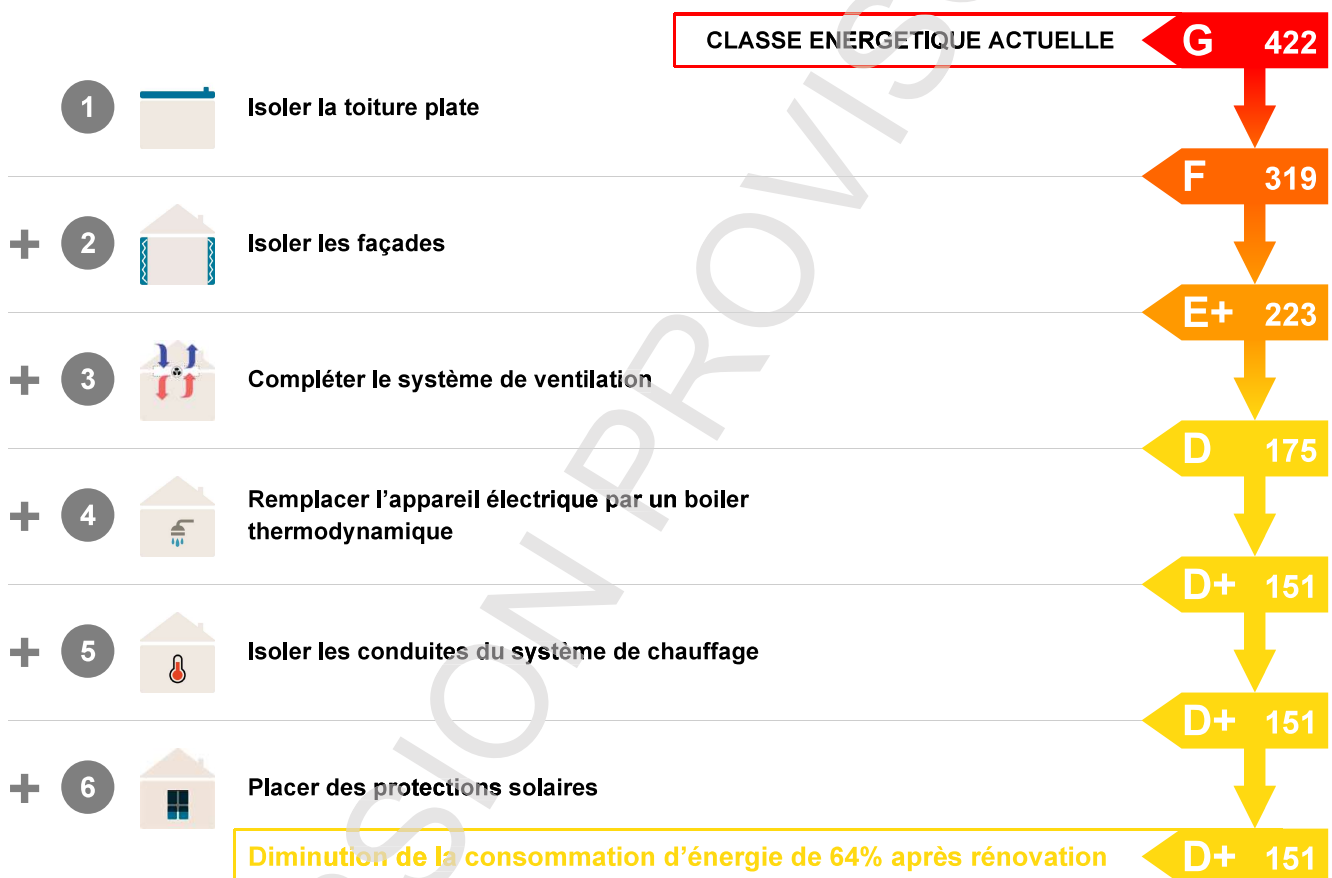 CLASSE ENERGETIQUE ACTUELLE G 422
1 Isoler la toiture plate
F 319
+ 2 Isoler les façades
E+ 223
+ 3 Compléter le système de ventilation
D 175
+ 4 Remplacer l'appareil électrique par un boiler
thermodynamique
D+ 151
+ 5 Isoler les conduites du système de chauffage
D+ 151
+ 6 Placer des protections solaires
Diminution de la consommation d'énergie de 64% après rénovation D+ 151
SION PROVIS